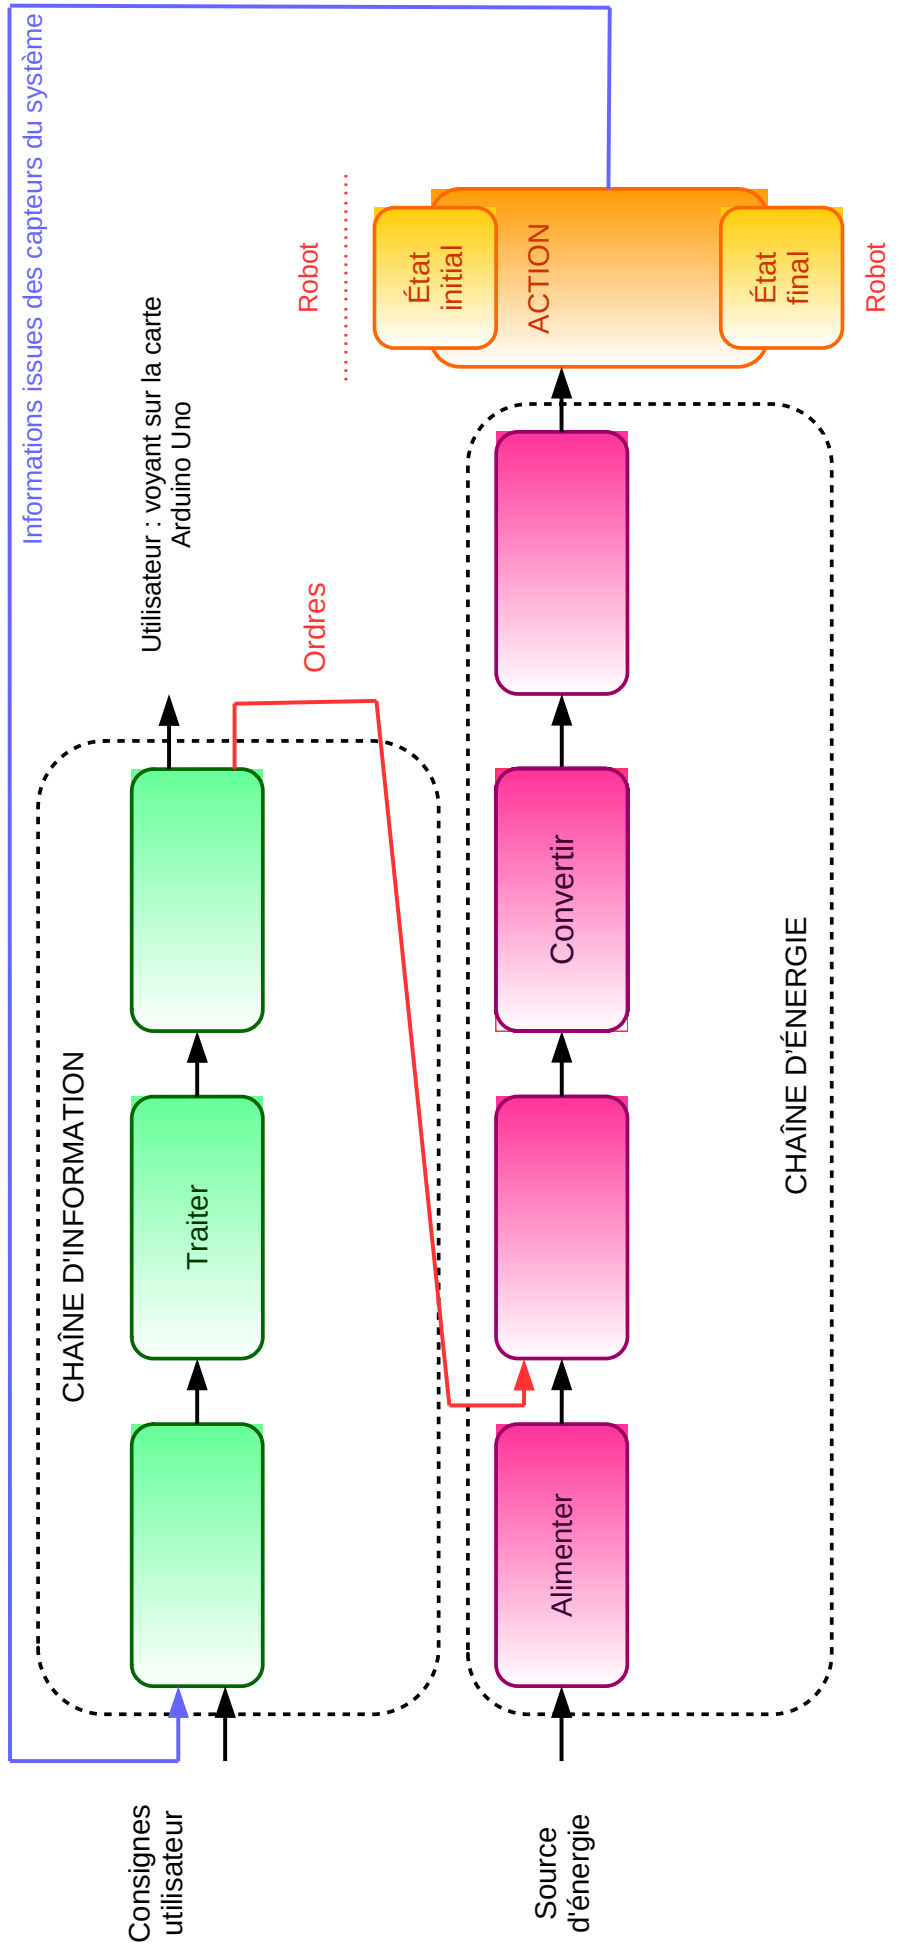 Informations issues des capteurs du système
CHAÎNE D'INFORMATION
Consignes
utilisateur
Traiter
Utilisateur : voyant sur la carte
Arduino Uno
Ordres
Robot
État
initial
ACTION
État
final
Robot
Source
d'énergie
Alimenter
Convertir
CHAÎNE D’ÉNERGIE